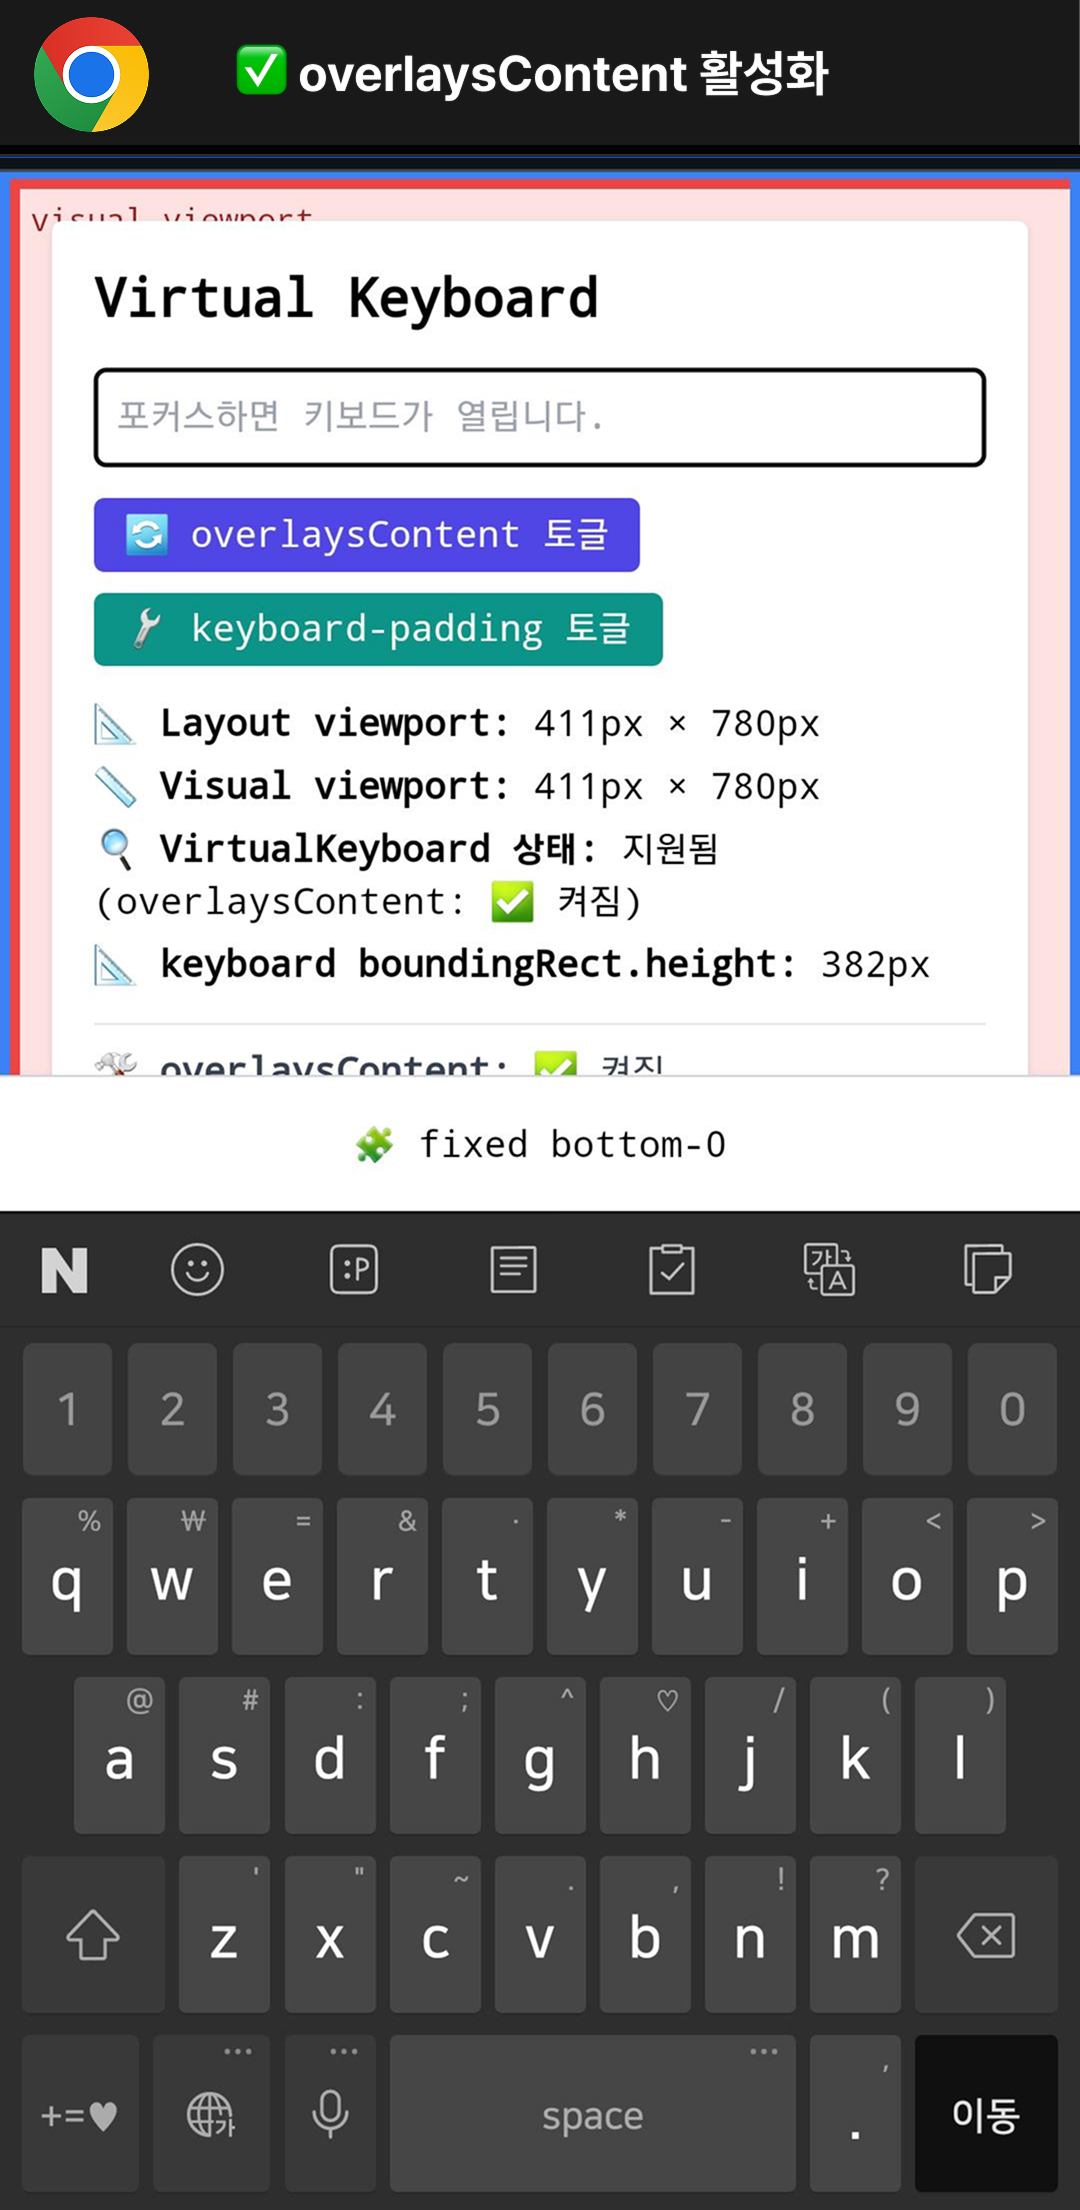 ✅ overlaysContent 활성화
visual viewport
Virtual Keyboard
포커스하면 키보드가 열립니다.
🔄 overlaysContent 토글
🔧 keyboard-padding 토글
📐 Layout viewport: 411px × 780px
📏 Visual viewport: 411px × 780px
🔍 VirtualKeyboard 상태: 지원됨
(overlaysContent: ✅ 켜짐)
📐 keyboard boundingRect.height: 382px
🛠 overlaysContent: ✅ 켜짐
🧩 fixed bottom-0
N :P 가 A
1 2 3 4 5 6 7 8 9 0
% ₩ = & · * - + < >
q w e r t y u i o p
@ # : ; ^ ♡ / ( )
a s d f g h j k l
' " ~ . , ! ?
z x c v b n m
... ... ... ,
+=♥ 가 space . 이동